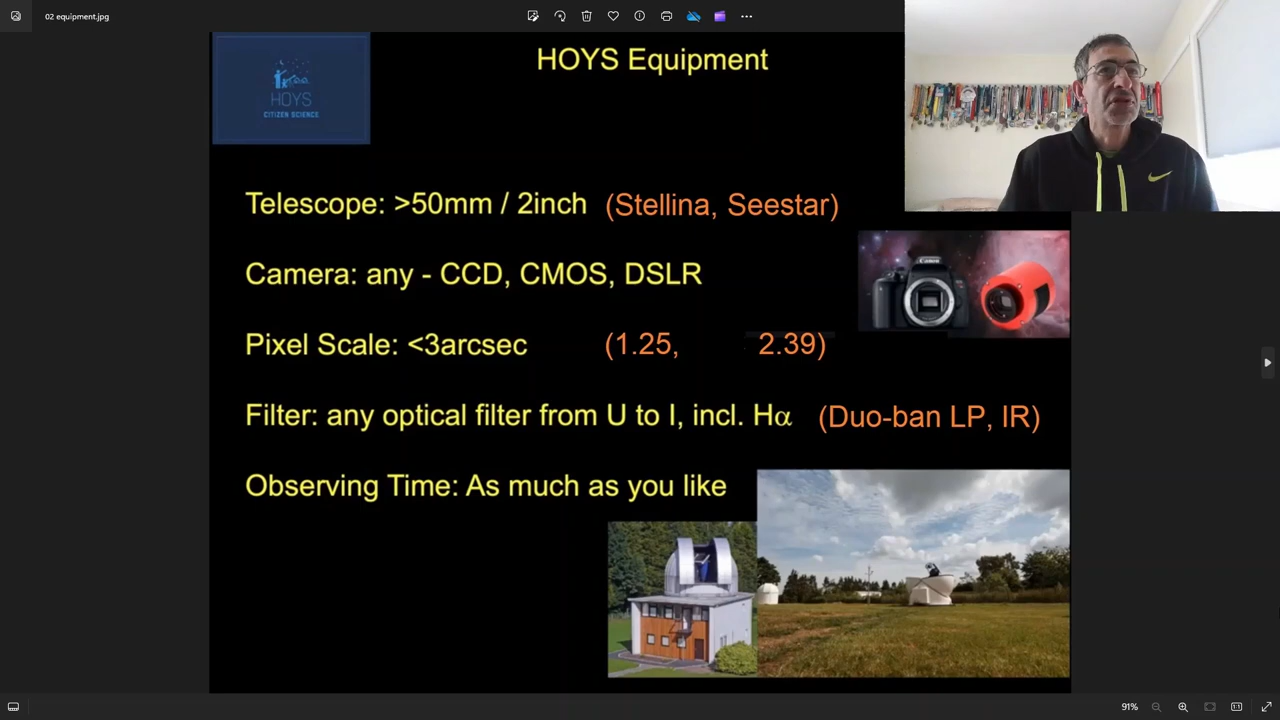 02 equipment.jpg
HOYS Equipment
HOYS
CITIZEN SCIENCE
Telescope: >50mm / 2inch (Stellina, Seestar)
Camera: any - CCD, CMOS, DSLR
Canon
Pixel Scale: <3arcsec (1.25, 2.39)
Filter: any optical filter from U to I, incl. Hα (Duo-ban LP, IR)
Observing Time: As much as you like
91%